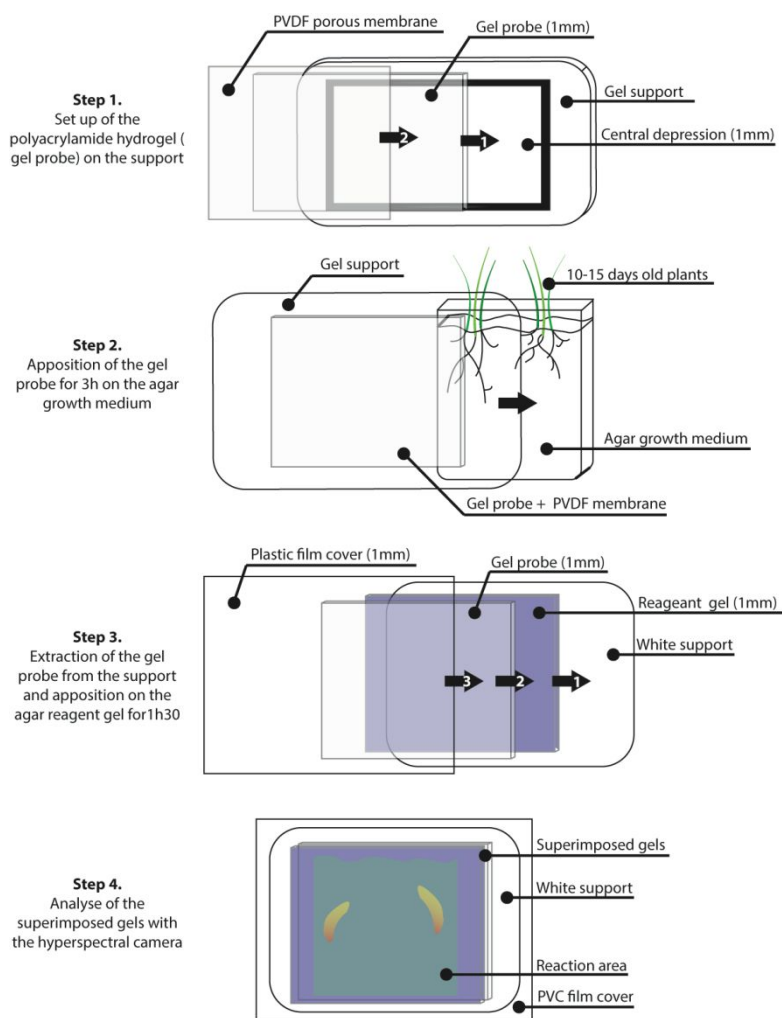 PVDF porous membrane
Gel probe (1mm)
Step 1.
Set up of the
polyacrylamide hydrogel (
gel probe) on the support
Gel support
Central depression (1mm)
2
1
Gel support
10-15 days old plants
Step 2.
Apposition of the gel
probe for 3h on the agar
growth medium
Agar growth medium
Gel probe + PVDF membrane
Plastic film cover (1mm)
Gel probe (1mm)
Reageant gel (1mm)
White support
Step 3.
Extraction of the gel
probe from the support
and apposition on the
agar reagent gel for1h30
3
2
1
Superimposed gels
White support
Step 4.
Analyse of the
superimposed gels with
the hyperspectral camera
Reaction area
PVC film cover